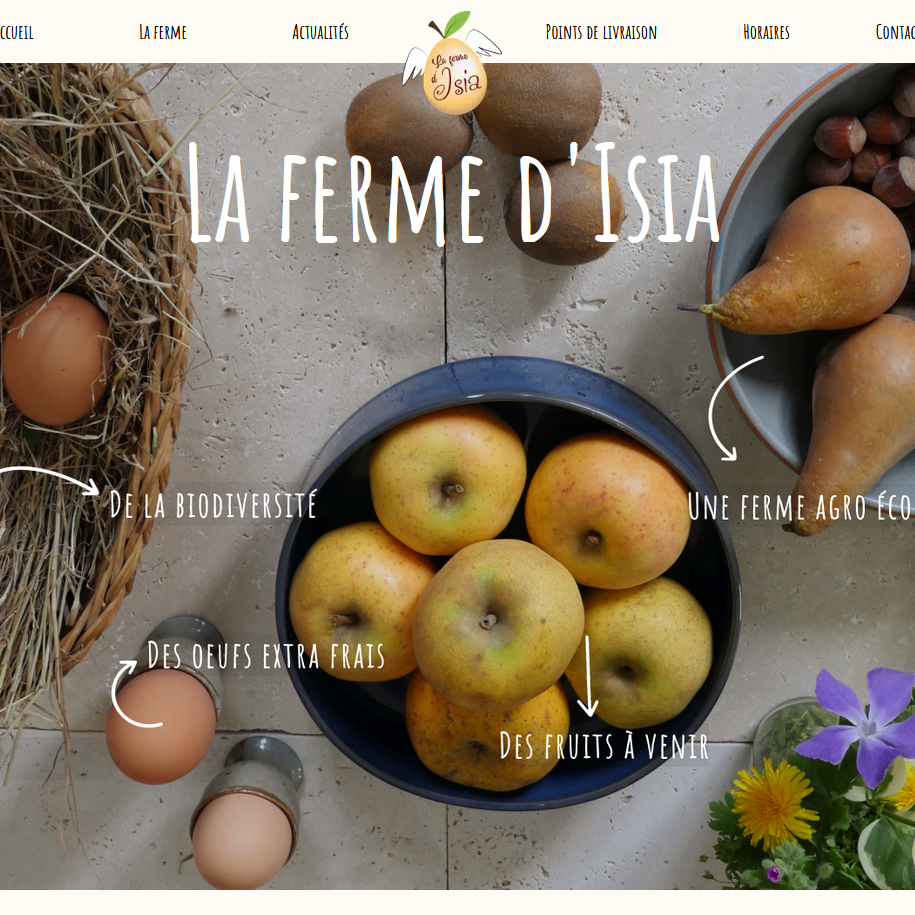 Accueil
La ferme
Actualités
La ferme
d'Isia
Points de livraison
Horaires
Contac
La ferme d'Isia
De la biodiversité
Une ferme agro éco
Des oeufs extra frais
Des fruits à venir